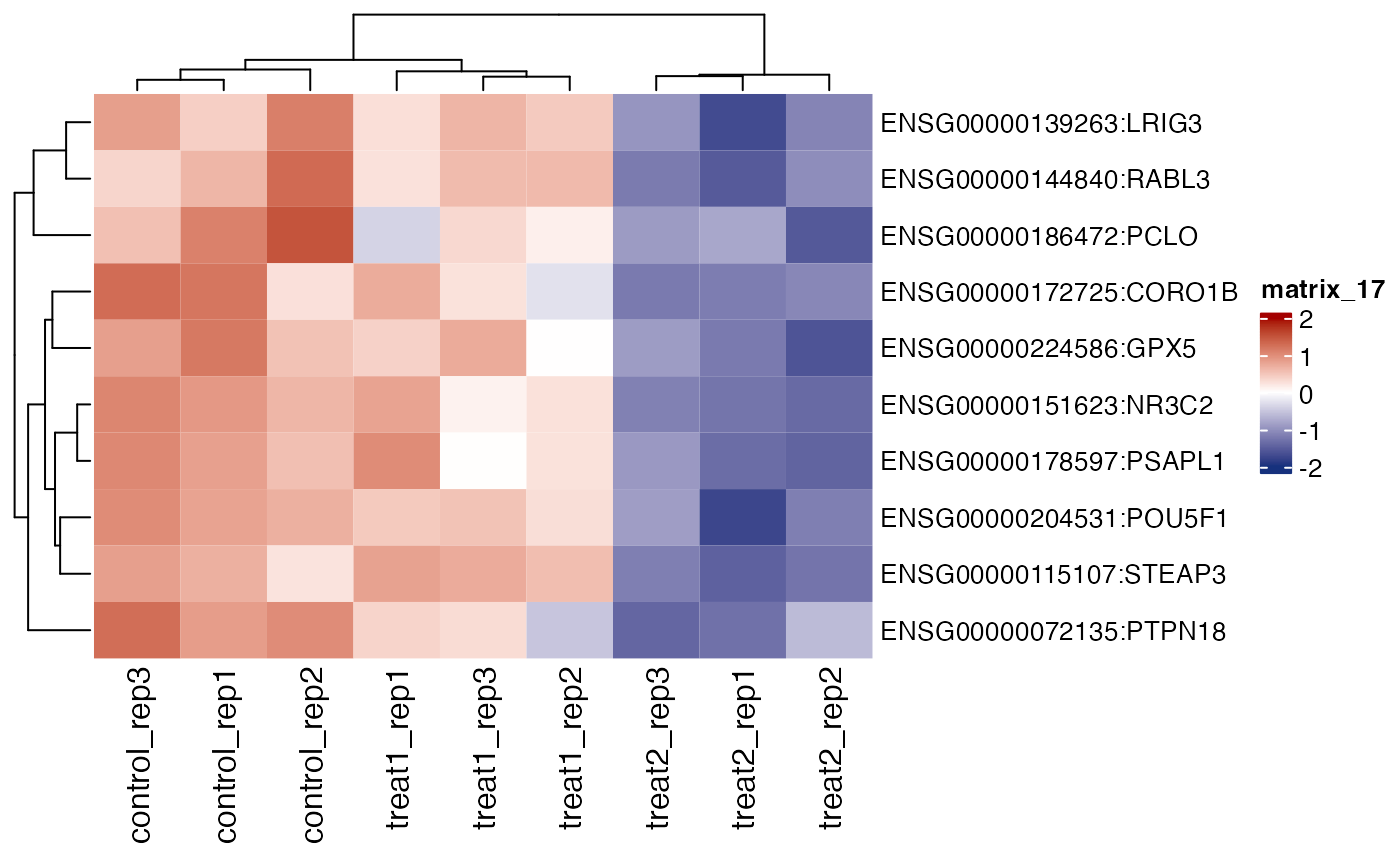 ENSG00000139263:LRIG3
ENSG00000144840:RABL3
ENSG00000186472:PCLO
ENSG00000172725:CORO1B
ENSG00000224586:GPX5
ENSG00000151623:NR3C2
ENSG00000178597:PSAPL1
ENSG00000204531:POU5F1
ENSG00000115107:STEAP3
ENSG00000072135:PTPN18
matrix_17
2
1
0
-1
-2
control_rep3
control_rep1
control_rep2
treat1_rep1
treat1_rep3
treat1_rep2
treat2_rep3
treat2_rep1
treat2_rep2